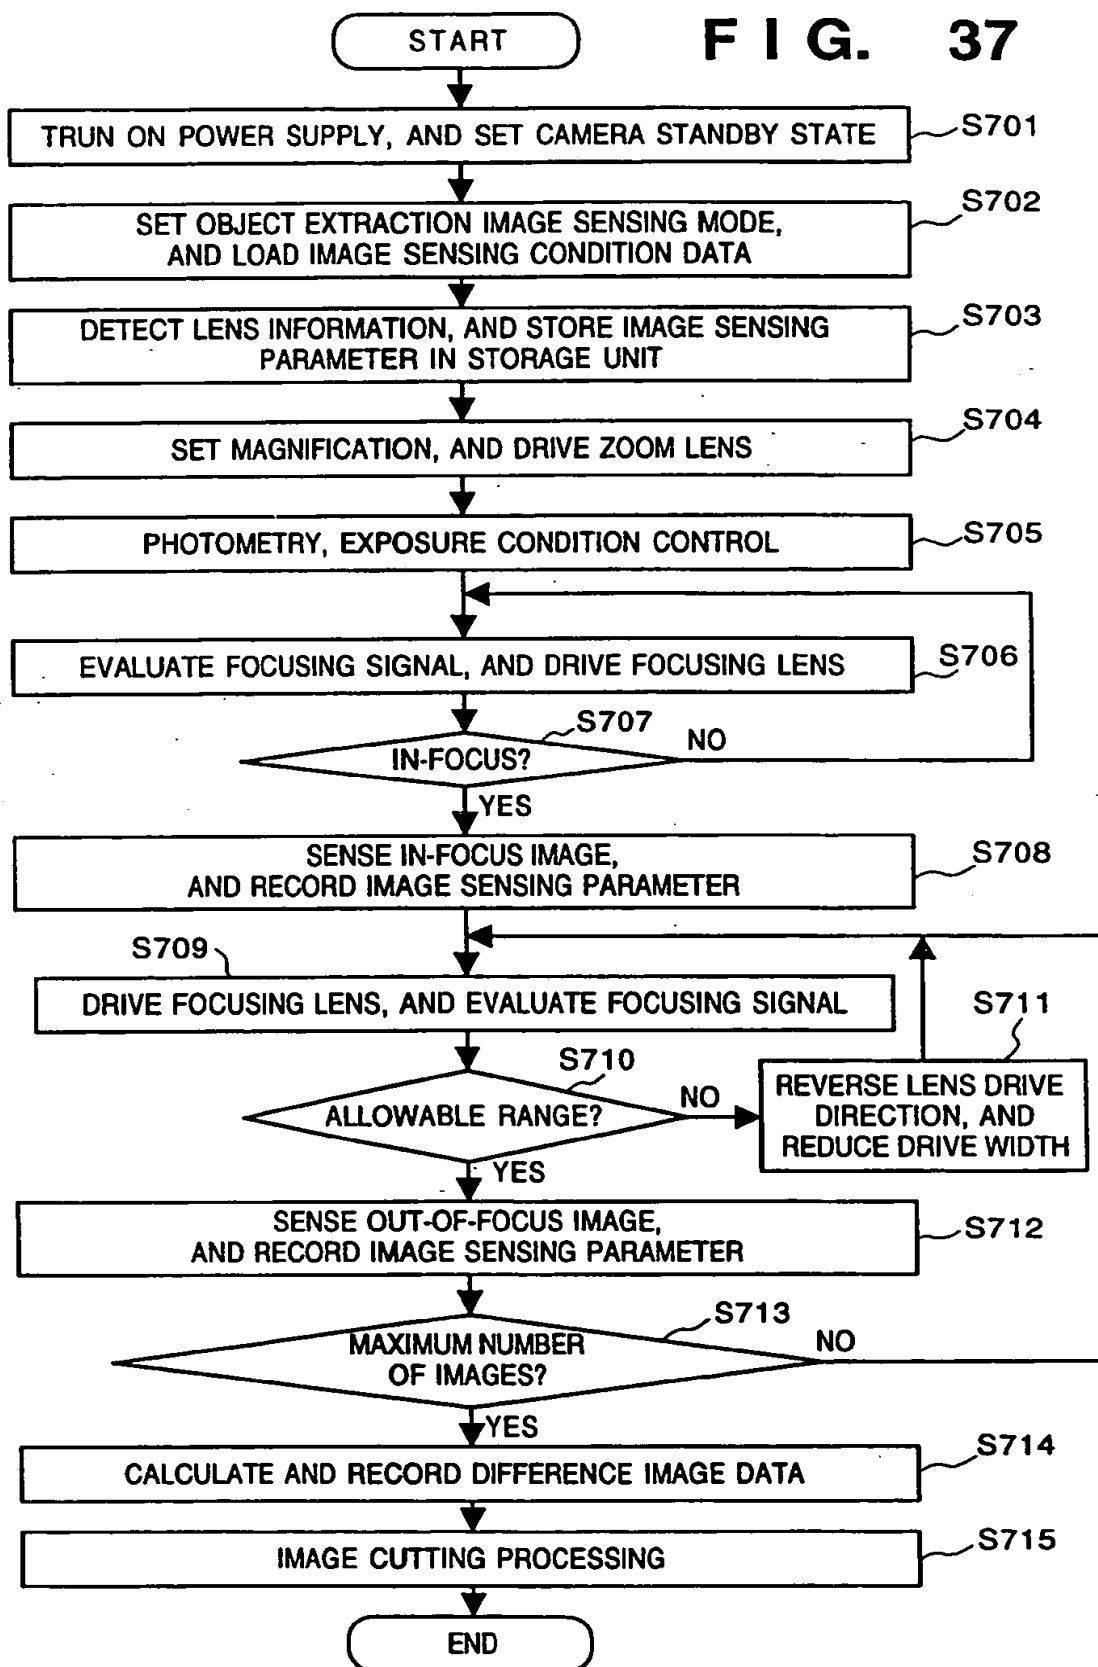 START
FIG. 37
TRUN ON POWER SUPPLY, AND SET CAMERA STANDBY STATE
S701
SET OBJECT EXTRACTION IMAGE SENSING MODE,
AND LOAD IMAGE SENSING CONDITION DATA
S702
DETECT LENS INFORMATION, AND STORE IMAGE SENSING
PARAMETER IN STORAGE UNIT
S703
SET MAGNIFICATION, AND DRIVE ZOOM LENS
S704
PHOTOMETRY, EXPOSURE CONDITION CONTROL
S705
EVALUATE FOCUSING SIGNAL, AND DRIVE FOCUSING LENS
S706
S707
IN-FOCUS?
NO
YES
SENSE IN-FOCUS IMAGE,
AND RECORD IMAGE SENSING PARAMETER
S708
S709
DRIVE FOCUSING LENS, AND EVALUATE FOCUSING SIGNAL
S710
ALLOWABLE RANGE?
NO
S711
REVERSE LENS DRIVE
DIRECTION, AND
REDUCE DRIVE WIDTH
YES
SENSE OUT-OF-FOCUS IMAGE,
AND RECORD IMAGE SENSING PARAMETER
S712
S713
MAXIMUM NUMBER
OF IMAGES?
NO
YES
CALCULATE AND RECORD DIFFERENCE IMAGE DATA
S714
IMAGE CUTTING PROCESSING
S715
END